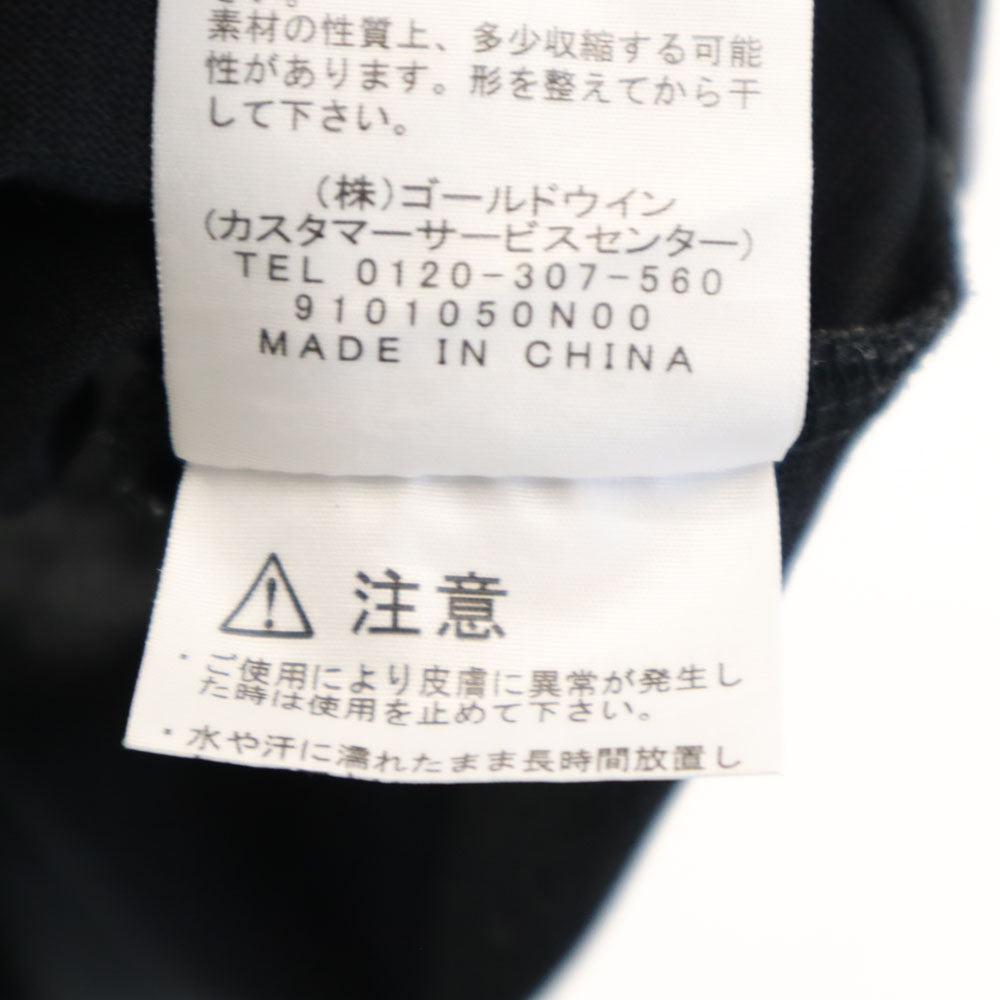 素材の性質上、多少収縮する可能
性があります。形を整えてから干
して下さい。
(株)ゴールドウイン
(カスタマーサービスセンター)
TEL 0120-307-560
9101050N00
MADE IN CHINA
注意
・ご使用により皮膚に異常が発生し
た時は使用を止めて下さい。
・水や汗に濡れたまま長時間放置し